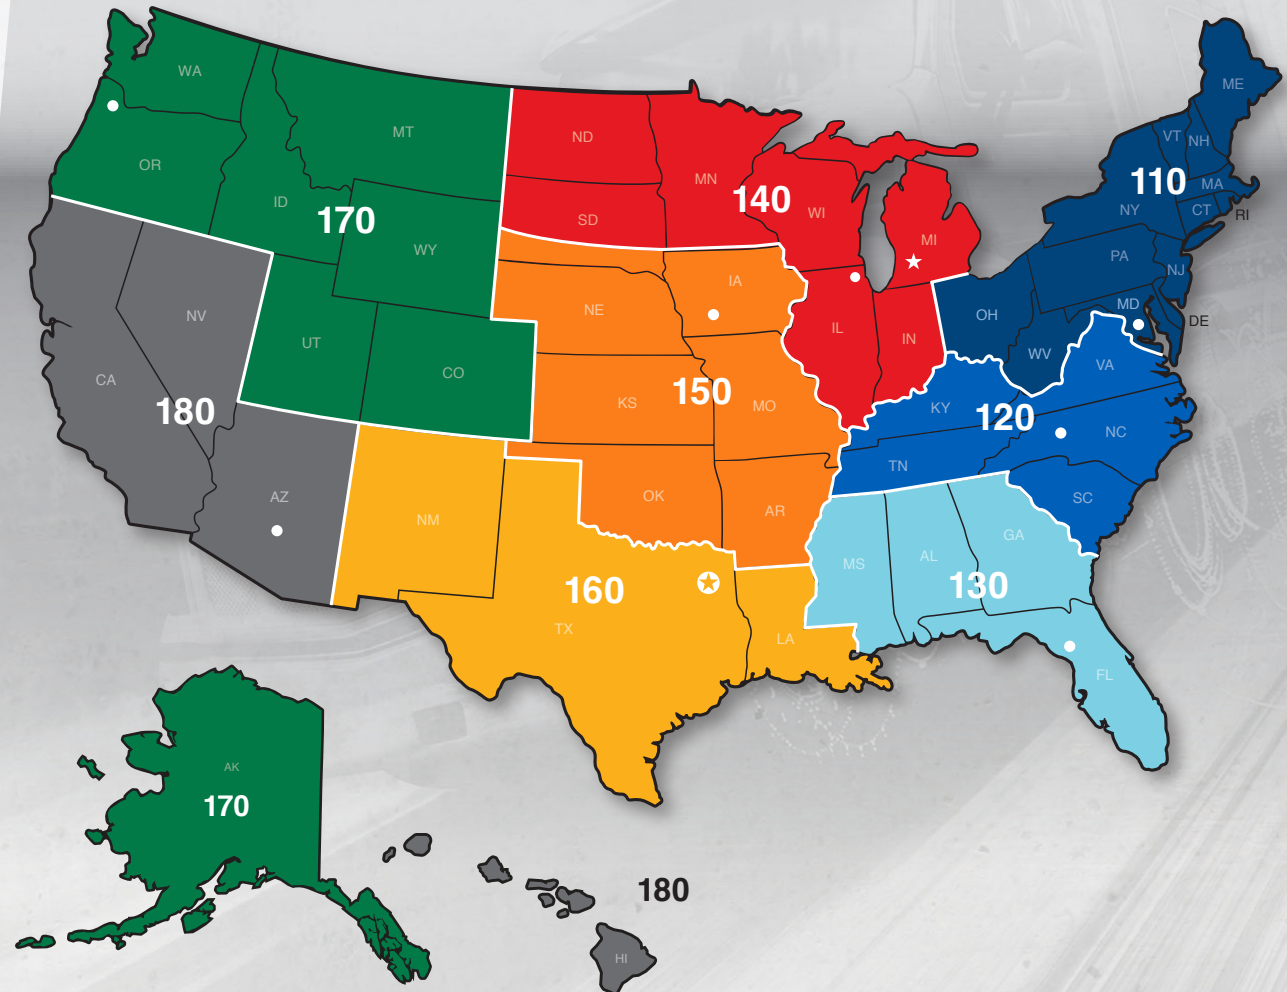 WA
ME
MT
ND
VT
NH
OR
MN
110
MA
ID
140
WI
NY
CT
RI
170
SD
MI
WY
PA
NJ
IA
MD
DE
NV
NE
OH
IL
IN
WV
UT
VA
CA
CO
150
180
KS
MO
KY
120
NC
TN
AZ
OK
SC
NM
AR
GA
MS
AL
160
130
TX
LA
FL
AK
170
180
HI